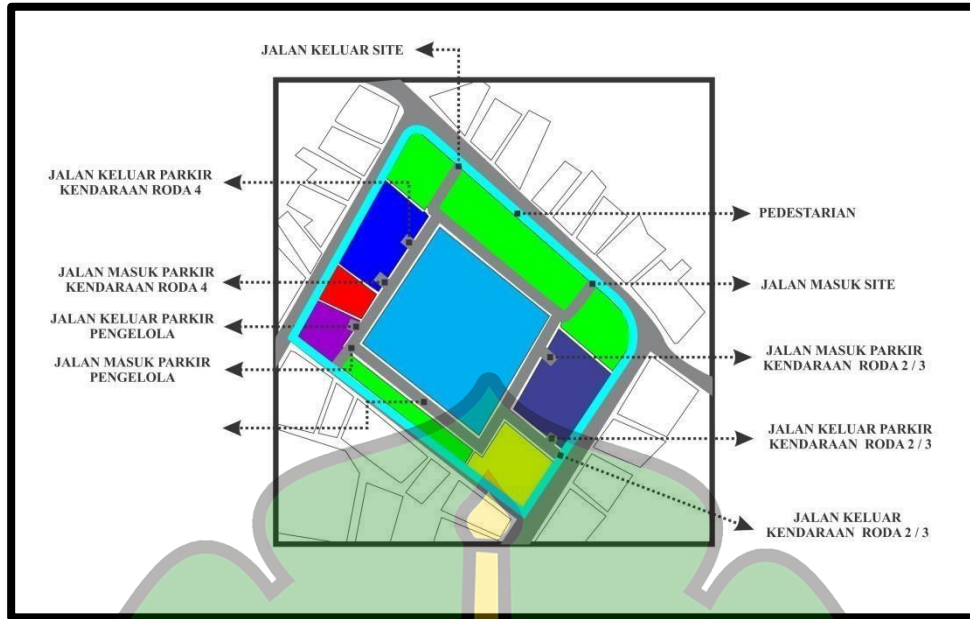 JALAN KELUAR SITE
JALAN KELUAR PARKIR
KENDARAAN RODA 4
JALAN MASUK PARKIR
KENDARAAN RODA 4
JALAN KELUAR PARKIR
PENGELOLA
JALAN MASUK PARKIR
PENGELOLA
PEDESTARIAN
JALAN MASUK SITE
JALAN MASUK PARKIR
KENDARAAN RODA 2 / 3
JALAN KELUAR PARKIR
KENDARAAN RODA 2 / 3
JALAN KELUAR
KENDARAAN RODA 2 / 3